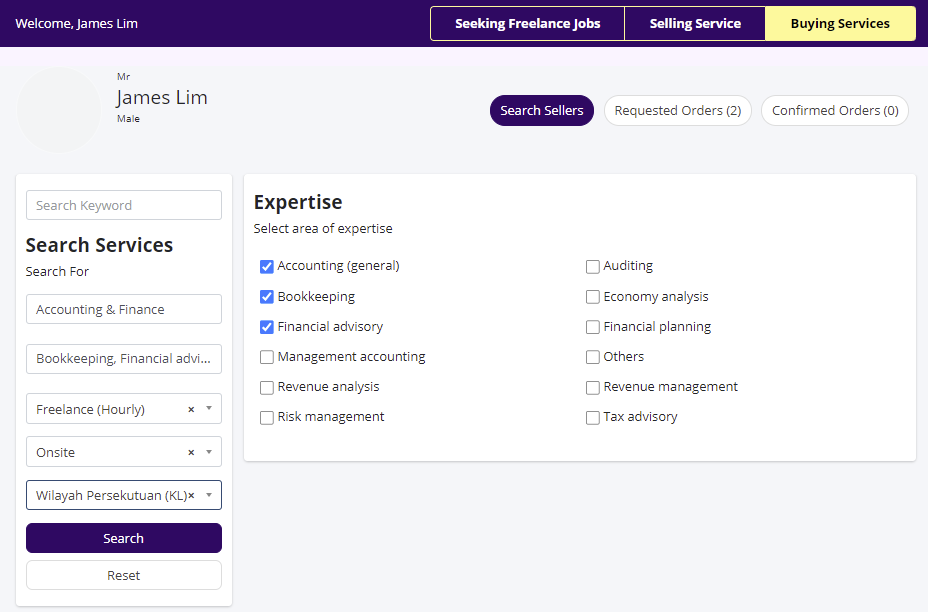 Welcome, James Lim
Seeking Freelance Jobs
Selling Service
Buying Services
Mr
James Lim
Male
Search Sellers
Requested Orders (2)
Confirmed Orders (0)
Search Keyword
Search Services
Search For
Accounting & Finance
Bookkeeping, Financial advi...
Freelance (Hourly) ×
Onsite ×
Wilayah Persekutuan (KL)×
Search
Reset
Expertise
Select area of expertise
Accounting (general)
Auditing
Bookkeeping
Economy analysis
Financial advisory
Financial planning
Management accounting
Others
Revenue analysis
Revenue management
Risk management
Tax advisory